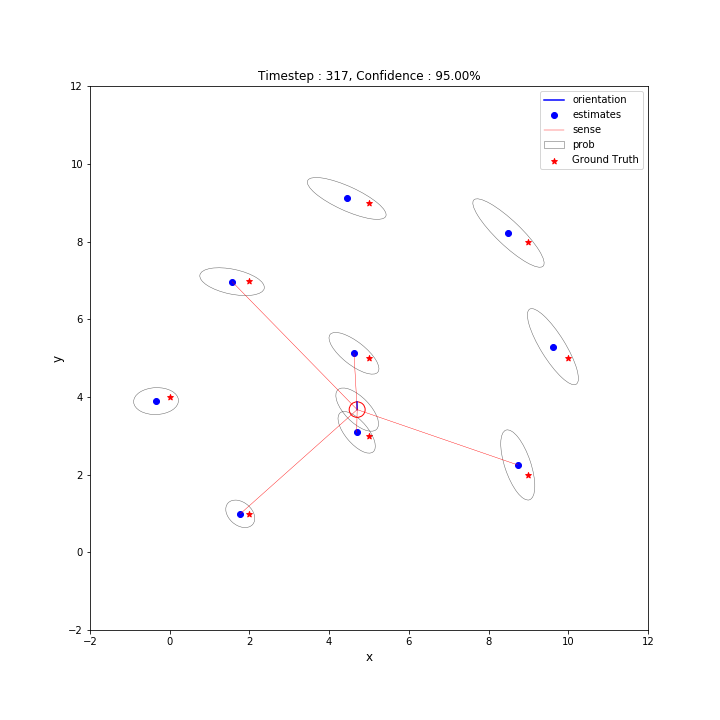 Timestep : 317, Confidence : 95.00%
orientation
estimates
sense
prob
Ground Truth
12
10
8
6
4
2
0
−2
y
−2 0 2 4 6 8 10 12
x